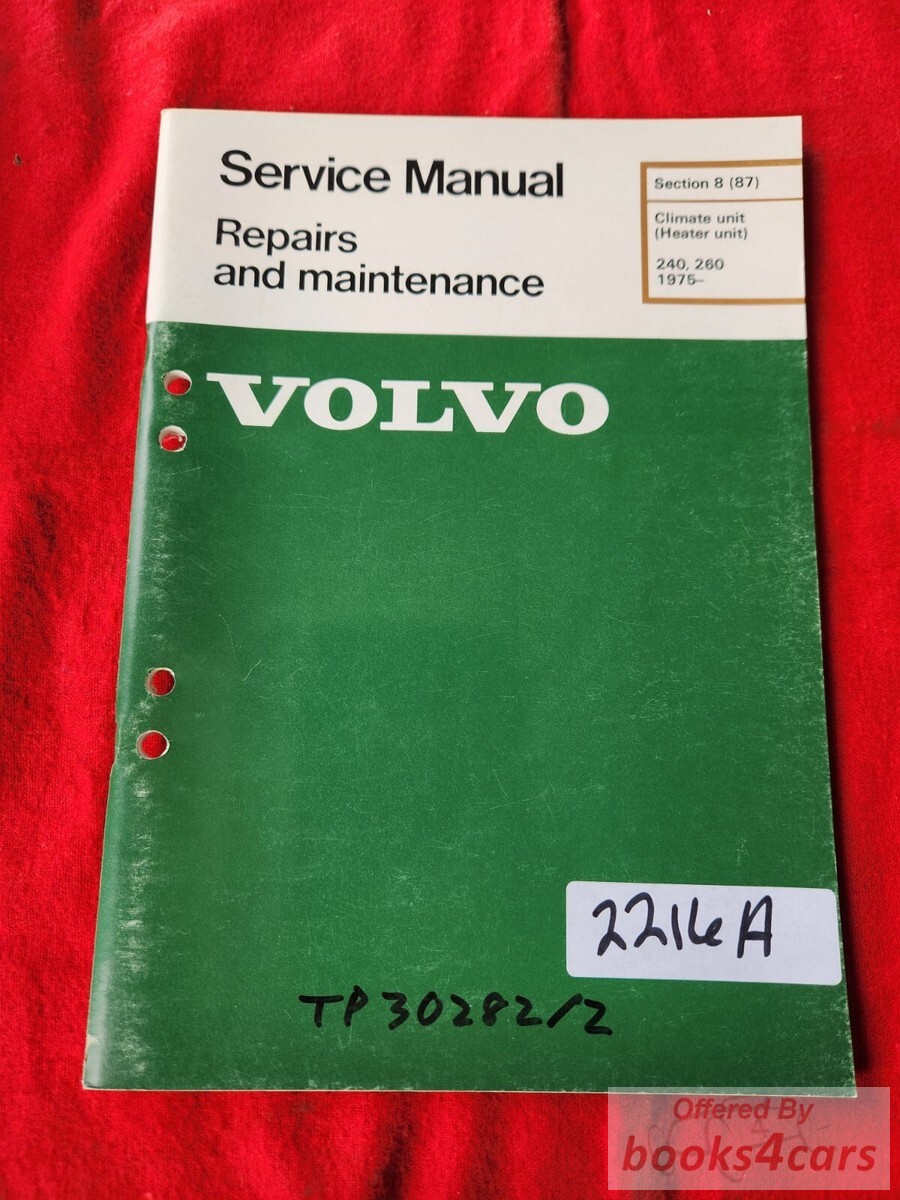 Service Manual
Repairs
and maintenance
Section 8 (87)
Climate unit
(Heater unit)
240, 260
1975–
VOLVO
2216A
TP 30282/2
Offered By
books4cars